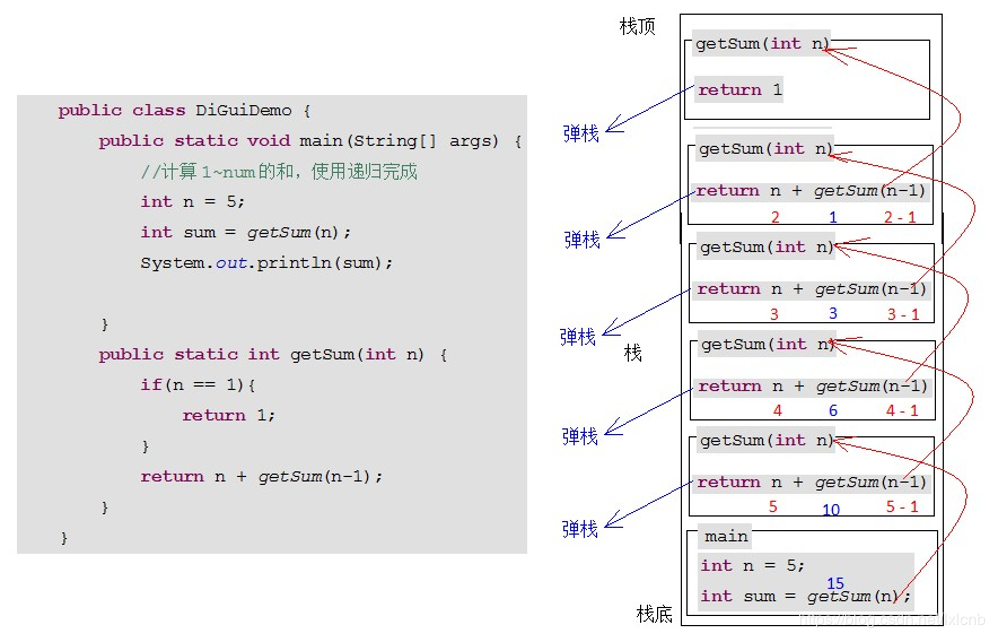 public class DiGuiDemo {
public static void main(String[] args) {
//计算1~num的和，使用递归完成
int n = 5;
int sum = getSum(n);
System.out.println(sum);
}
public static int getSum(int n) {
if(n == 1){
return 1;
}
return n + getSum(n-1);
}
}
栈顶
getSum(int n)
return 1
弹栈
getSum(int n)
return n + getSum(n-1)
2 1 2 - 1
弹栈
getSum(int n)
return n + getSum(n-1)
3 3 3 - 1
弹栈
栈
getSum(int n)
return n + getSum(n-1)
4 6 4 - 1
弹栈
getSum(int n)
return n + getSum(n-1)
5 10 5 - 1
弹栈
main
int n = 5;
15
int sum = getSum(n);
栈底